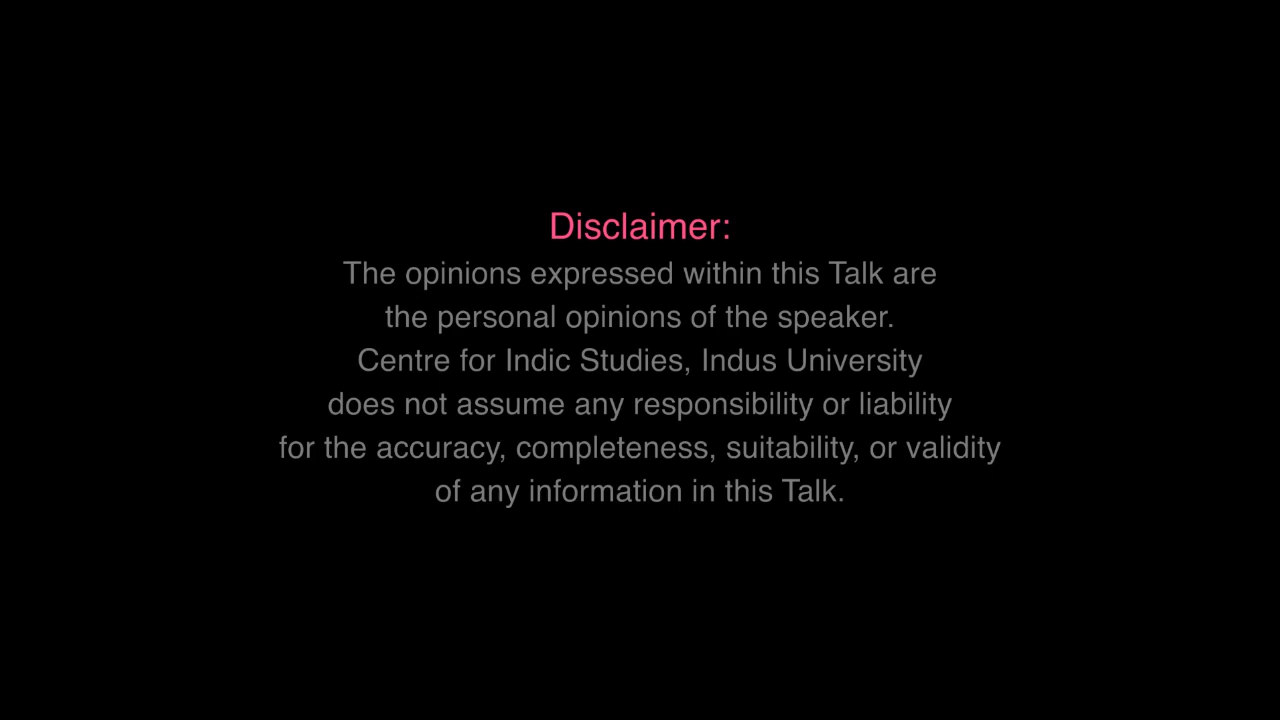 Disclaimer:
The opinions expressed within this Talk are
the personal opinions of the speaker.
Centre for Indic Studies, Indus University
does not assume any responsibility or liability
for the accuracy, completeness, suitability, or validity
of any information in this Talk.